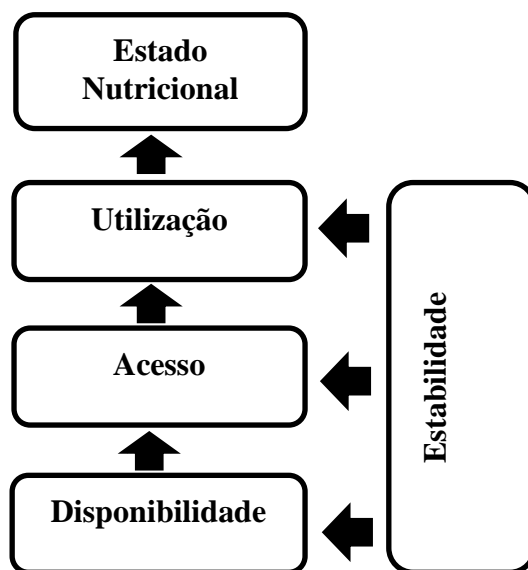 Estado
Nutricional
Utilização
Acesso
Disponibilidade
Estabilidade